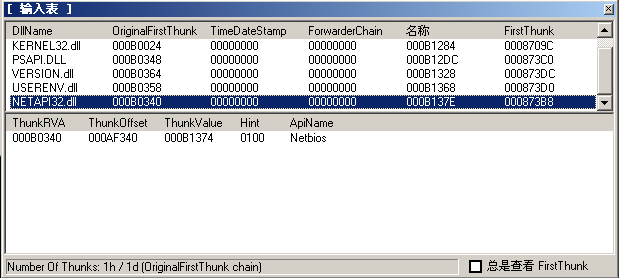 [ 输入表 ]
DllName OriginalFirstThunk TimeDateStamp ForwarderChain 名称 FirstThunk
KERNEL32.dll 000B0024 00000000 00000000 000B1284 0008709C
PSAPI.DLL 000B0348 00000000 00000000 000B12DC 000873C0
VERSION.dll 000B0364 00000000 00000000 000B1328 000873DC
USERENV.dll 000B0358 00000000 00000000 000B1368 000873D0
NETAPI32.dll 000B0340 00000000 00000000 000B137E 000873B8
ThunkRVA ThunkOffset ThunkValue Hint ApiName
000B0340 000AF340 000B1374 0100 Netbios
Number Of Thunks: 1h / 1d (OriginalFirstThunk chain) 总是查看 FirstThunk